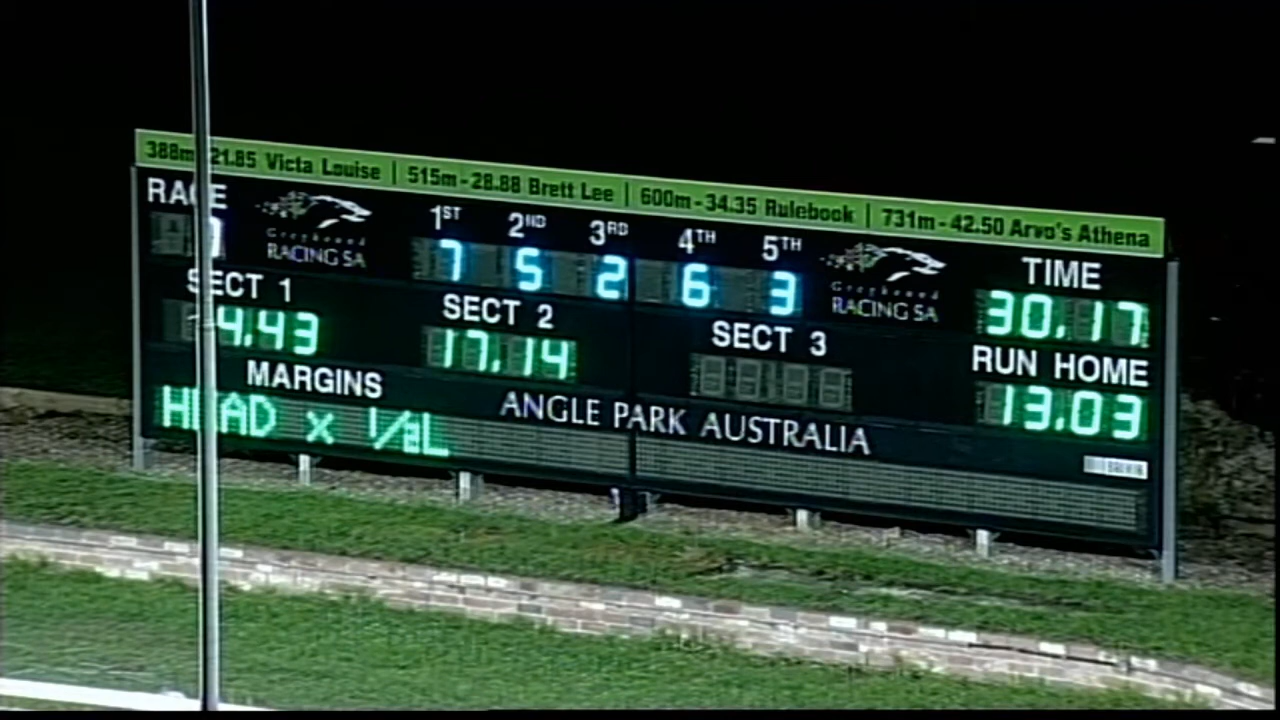 388m-21.85 Victa Louise | 515m-28.88 Brett Lee | 600m-34.35 Rulebook | 731m-42.50 Arvo's Athena
RACE
Greyhound
RACING SA
1ST 2ND 3RD 4TH 5TH
7 5 2 6 3
Greyhound
RACING SA
TIME
30.17
SECT 1
4.43
SECT 2
17.14
SECT 3
RUN HOME
13.03
MARGINS
HEAD x 1/2L
ANGLE PARK AUSTRALIA